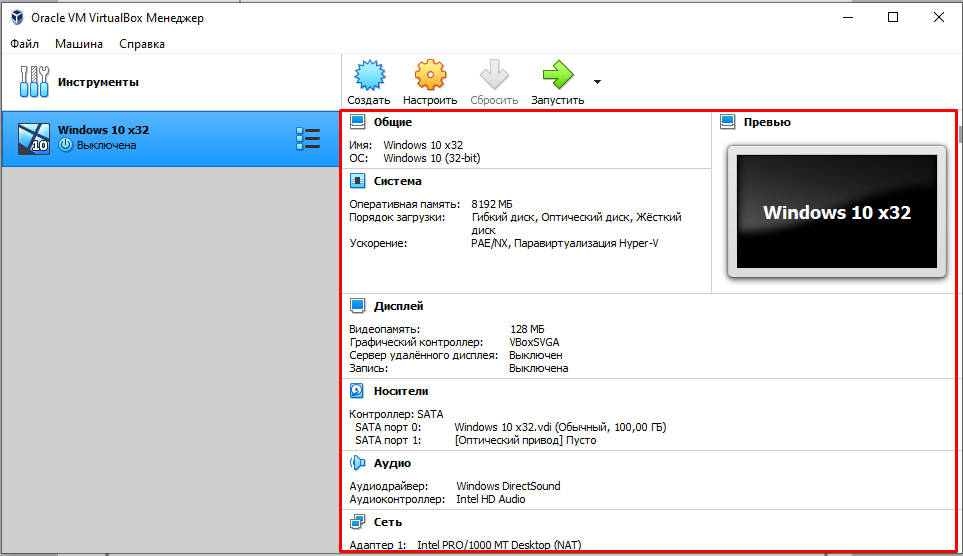 Oracle VM VirtualBox Менеджер
Файл Машина Справка
Инструменты
Создать Настроить Сбросить Запустить
10
Windows 10 x32
Выключена
Общие
Имя: Windows 10 x32
ОС: Windows 10 (32-bit)
Превью
Windows 10 x32
Система
Оперативная память: 8192 МБ
Порядок загрузки: Гибкий диск, Оптический диск, Жёсткий
диск
Ускорение: PAE/NX, Паравиртуализация Hyper-V
Дисплей
Видеопамять: 128 МБ
Графический контроллер: VBoxSVGA
Сервер удалённого дисплея: Выключен
Запись: Выключена
Носители
Контроллер: SATA
SATA порт 0: Windows 10 x32.vdi (Обычный, 100,00 ГБ)
SATA порт 1: [Оптический привод] Пусто
Аудио
Аудиодрайвер: Windows DirectSound
Аудиоконтроллер: Intel HD Audio
Сеть
Адаптер 1: Intel PRO/1000 MT Desktop (NAT)